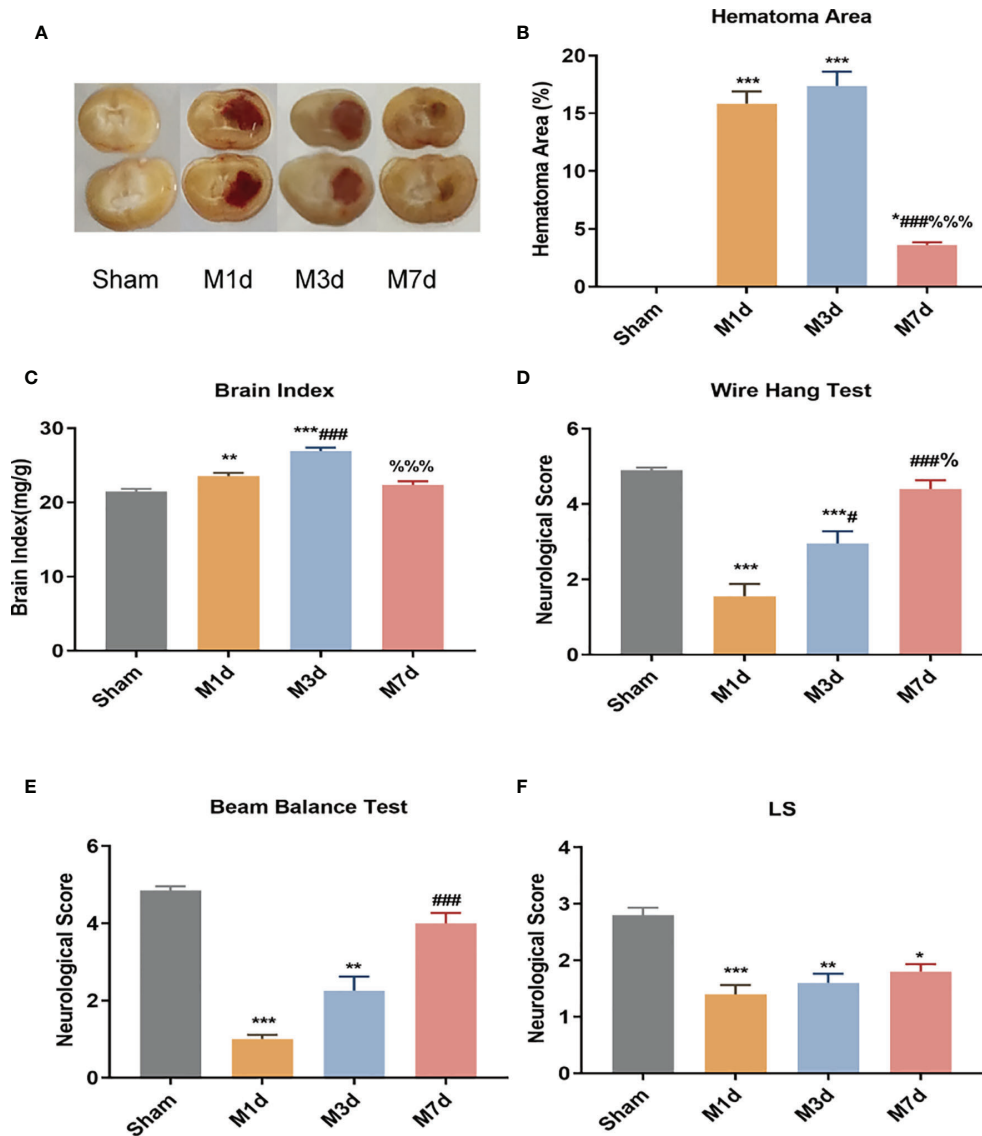 A
Sham M1d M3d M7d
B
Hematoma Area
Hematoma Area (%)
20
15
10
5
0
***
***
*###%%%
Sham
M1d
M3d
M7d
C
Brain Index
Brain Index(mg/g)
30
20
10
0
**
***###
%%%
Sham
M1d
M3d
M7d
D
Wire Hang Test
Neurological Score
6
4
2
0
***
***#
###%
Sham
M1d
M3d
M7d
E
Beam Balance Test
Neurological Score
6
4
2
0
***
**
###
Sham
M1d
M3d
M7d
F
LS
Neurological Score
4
3
2
1
0
***
**
*
Sham
M1d
M3d
M7d